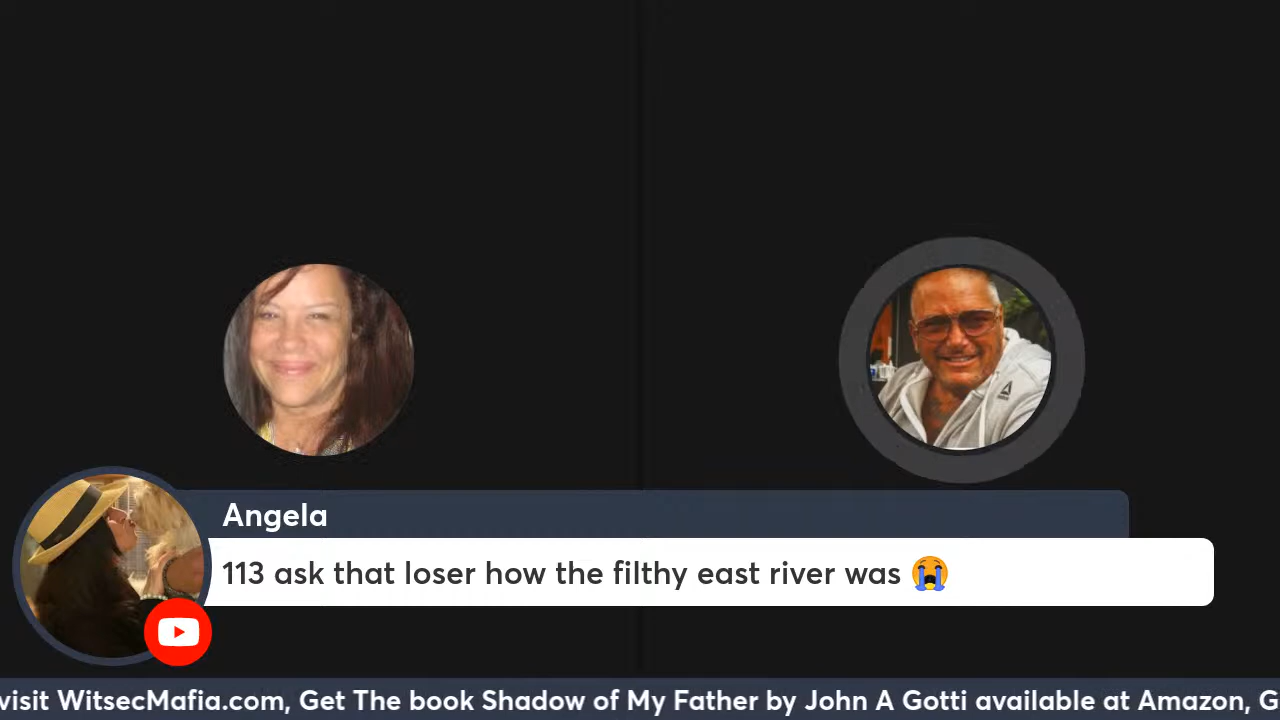 Angela
113 ask that loser how the filthy east river was 😭
visit WitsecMafia.com, Get The book Shadow of My Father by John A Gotti available at Amazon, G